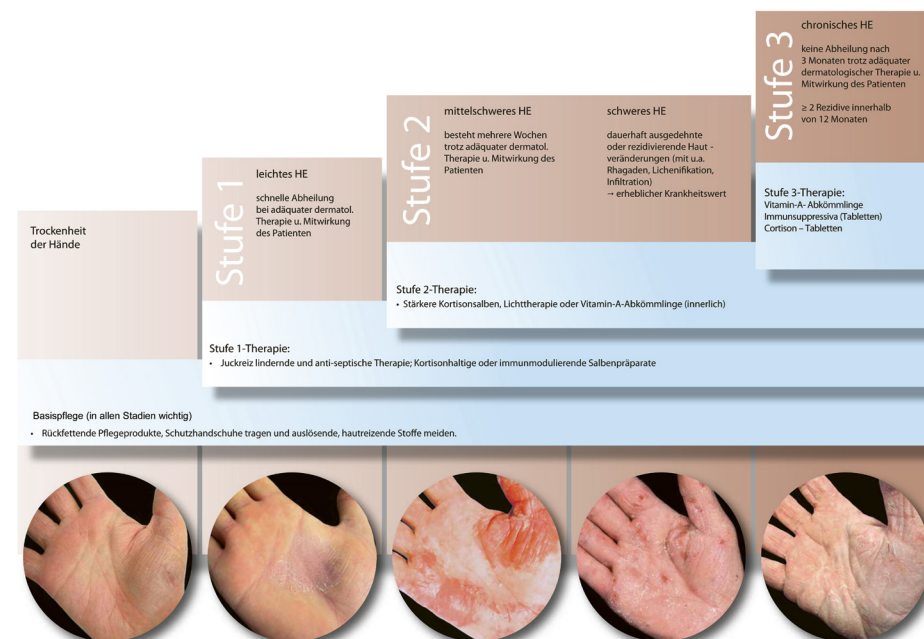 Trockenheit
der Hände
Stufe 1
leichtes HE
schnelle Abheilung
bei adäquater dermatol.
Therapie u. Mitwirkung
des Patienten
Stufe 2
mittelschweres HE
besteht mehrere Wochen
trotz adäquater dermatol.
Therapie u. Mitwirkung des
Patienten
schweres HE
dauerhaft ausgedehnte
oder rezidivierende Haut -
veränderungen (mit u.a.
Rhagaden, Lichenifikation,
Infiltration)
→ erheblicher Krankheitswert
Stufe 3
chronisches HE
keine Abheilung nach
3 Monaten trotz adäquater
dermatologischer Therapie u.
Mitwirkung des Patienten
≥ 2 Rezidive innerhalb
von 12 Monaten
Stufe 3-Therapie:
Vitamin-A- Abkömmlinge
Immunsuppressiva (Tabletten)
Cortison – Tabletten
Stufe 2-Therapie:
• Stärkere Kortisonsalben, Lichttherapie oder Vitamin-A-Abkömmlinge (innerlich)
Stufe 1-Therapie:
• Juckreiz lindernde und anti-septische Therapie; Kortisonhaltige oder immunmodulierende Salbenpräparate
Basispflege (in allen Stadien wichtig)
• Rückfettende Pflegeprodukte, Schutzhandschuhe tragen und auslösende, hautreizende Stoffe meiden.